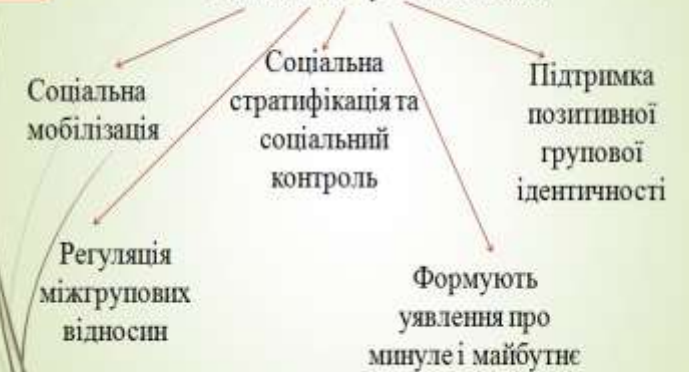 Соціальна
мобілізація
Соціальна
стратифікація та
соціальний
контроль
Підтримка
позитивної
групової
ідентичності
Регуляція
міжгрупових
відносин
Формують
уявлення про
минуле і майбутнє